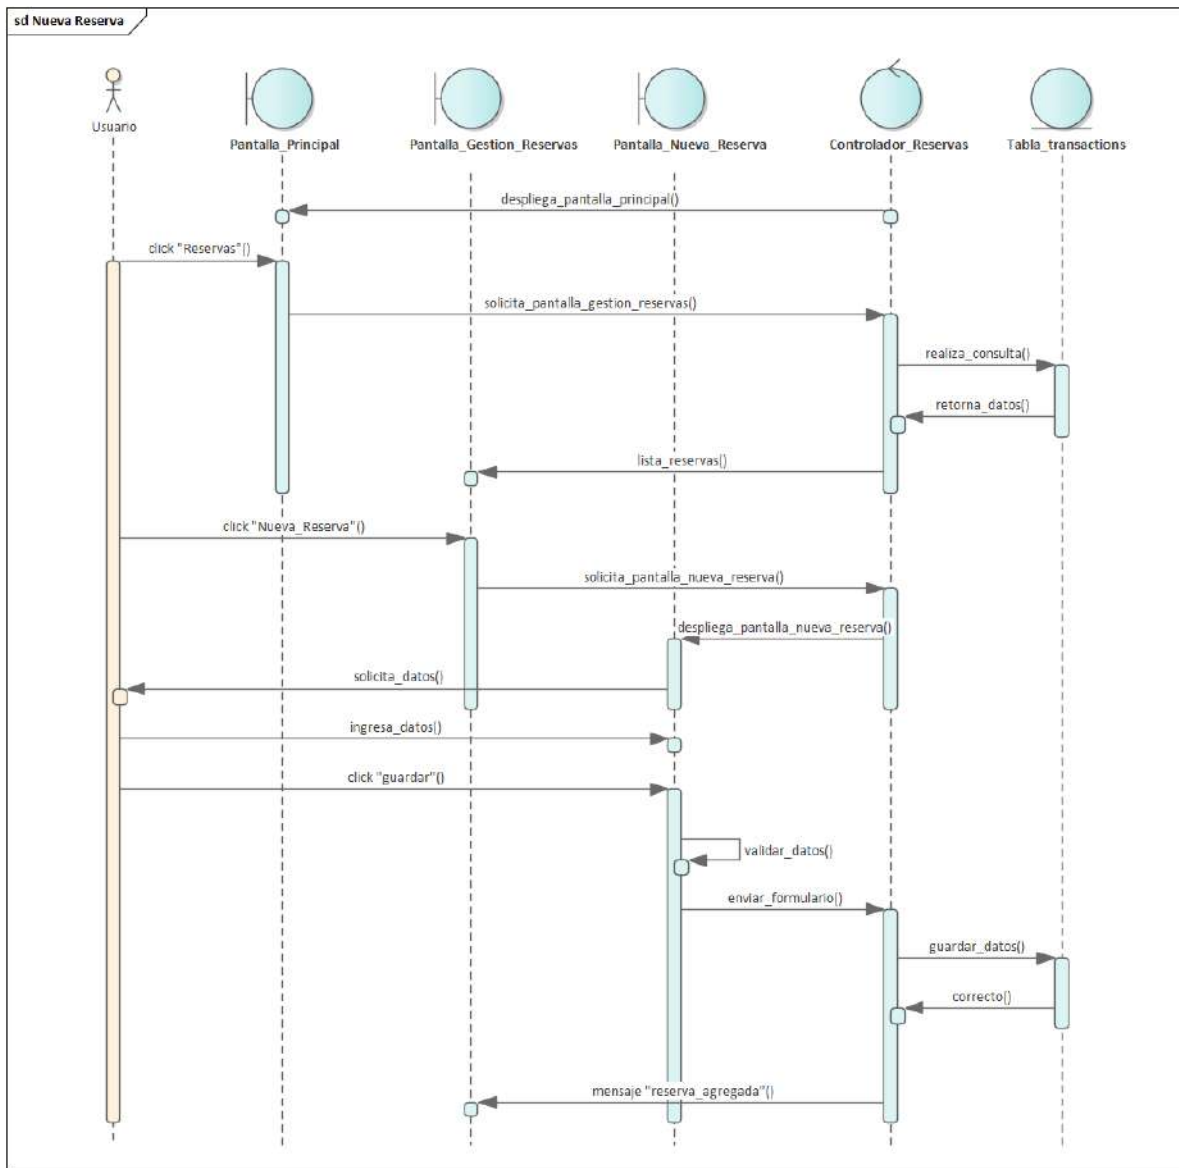 sd Nueva Reserva
Usuario
Pantalla_Principal
Pantalla_Gestion_Reservas
Pantalla_Nueva_Reserva
Controlador_Reservas
Tabla_transactions
despliega_pantalla_principal()
click "Reservas"()
solicita_pantalla_gestion_reservas()
realiza_consulta()
retorna_datos()
lista_reservas()
click "Nueva_Reserva"()
solicita_pantalla_nueva_reserva()
despliega_pantalla_nueva_reserva()
solicita_datos()
ingresa_datos()
click "guardar"()
validar_datos()
enviar_formulario()
guardar_datos()
correcto()
mensaje "reserva_agregada"()